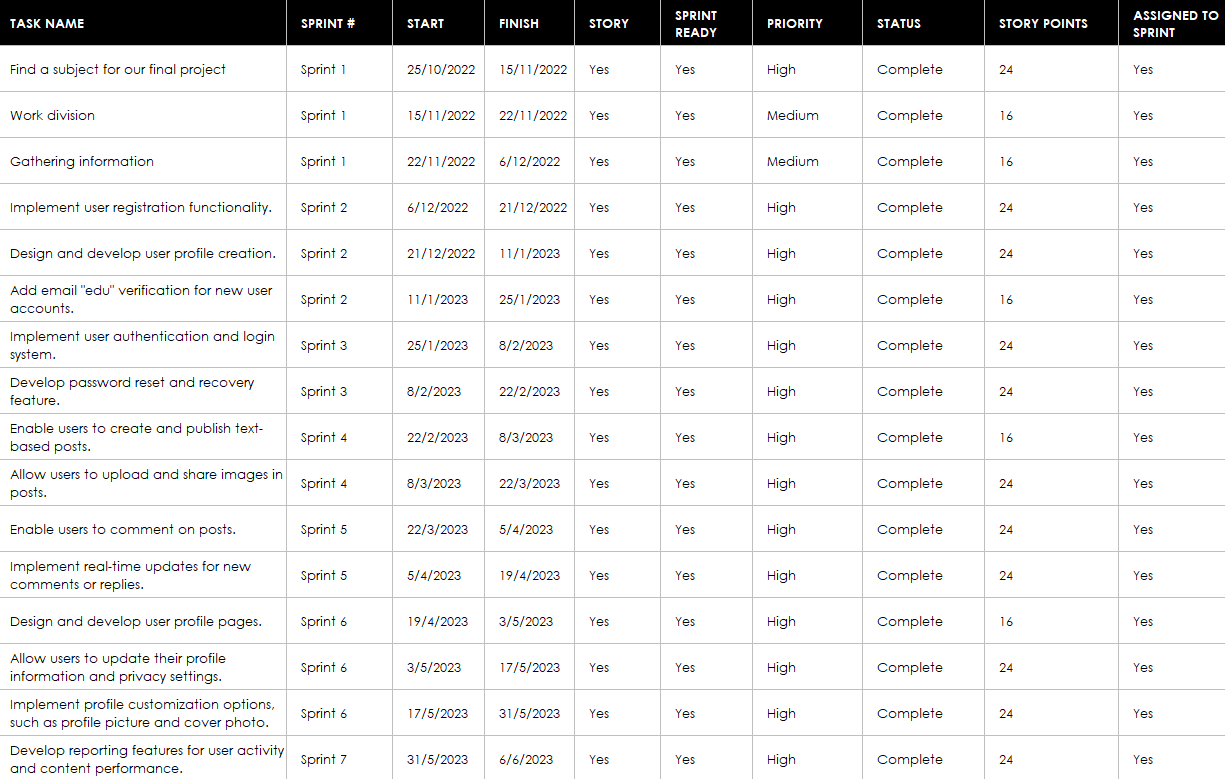 TASK NAME SPRINT # START FINISH STORY SPRINT READY PRIORITY STATUS STORY POINTS ASSIGNED TO SPRINT
Find a subject for our final project Sprint 1 25/10/2022 15/11/2022 Yes Yes High Complete 24 Yes
Work division Sprint 1 15/11/2022 22/11/2022 Yes Yes Medium Complete 16 Yes
Gathering information Sprint 1 22/11/2022 6/12/2022 Yes Yes Medium Complete 16 Yes
Implement user registration functionality. Sprint 2 6/12/2022 21/12/2022 Yes Yes High Complete 24 Yes
Design and develop user profile creation. Sprint 2 21/12/2022 11/1/2023 Yes Yes High Complete 24 Yes
Add email "edu" verification for new user
accounts. Sprint 2 11/1/2023 25/1/2023 Yes Yes High Complete 16 Yes
Implement user authentication and login
system. Sprint 3 25/1/2023 8/2/2023 Yes Yes High Complete 24 Yes
Develop password reset and recovery
feature. Sprint 3 8/2/2023 22/2/2023 Yes Yes High Complete 24 Yes
Enable users to create and publish text-
based posts. Sprint 4 22/2/2023 8/3/2023 Yes Yes High Complete 16 Yes
Allow users to upload and share images in
posts. Sprint 4 8/3/2023 22/3/2023 Yes Yes High Complete 24 Yes
Enable users to comment on posts. Sprint 5 22/3/2023 5/4/2023 Yes Yes High Complete 24 Yes
Implement real-time updates for new
comments or replies. Sprint 5 5/4/2023 19/4/2023 Yes Yes High Complete 24 Yes
Design and develop user profile pages. Sprint 6 19/4/2023 3/5/2023 Yes Yes High Complete 16 Yes
Allow users to update their profile
information and privacy settings. Sprint 6 3/5/2023 17/5/2023 Yes Yes High Complete 24 Yes
Implement profile customization options,
such as profile picture and cover photo. Sprint 6 17/5/2023 31/5/2023 Yes Yes High Complete 24 Yes
Develop reporting features for user activity
and content performance. Sprint 7 31/5/2023 6/6/2023 Yes Yes High Complete 24 Yes